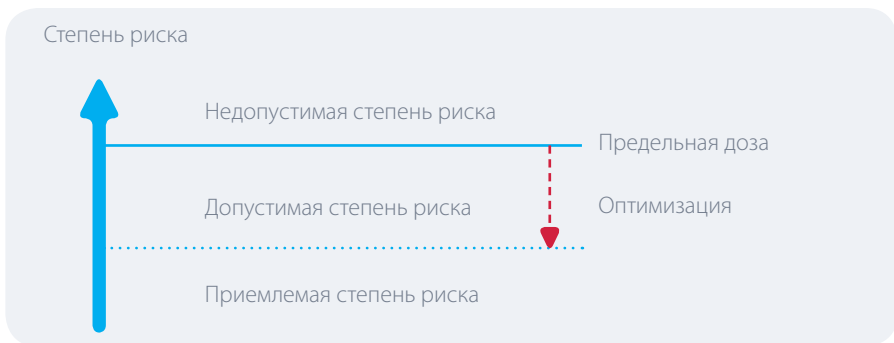 Степень риска
Недопустимая степень риска
Предельная доза
Допустимая степень риска
Оптимизация
Приемлемая степень риска